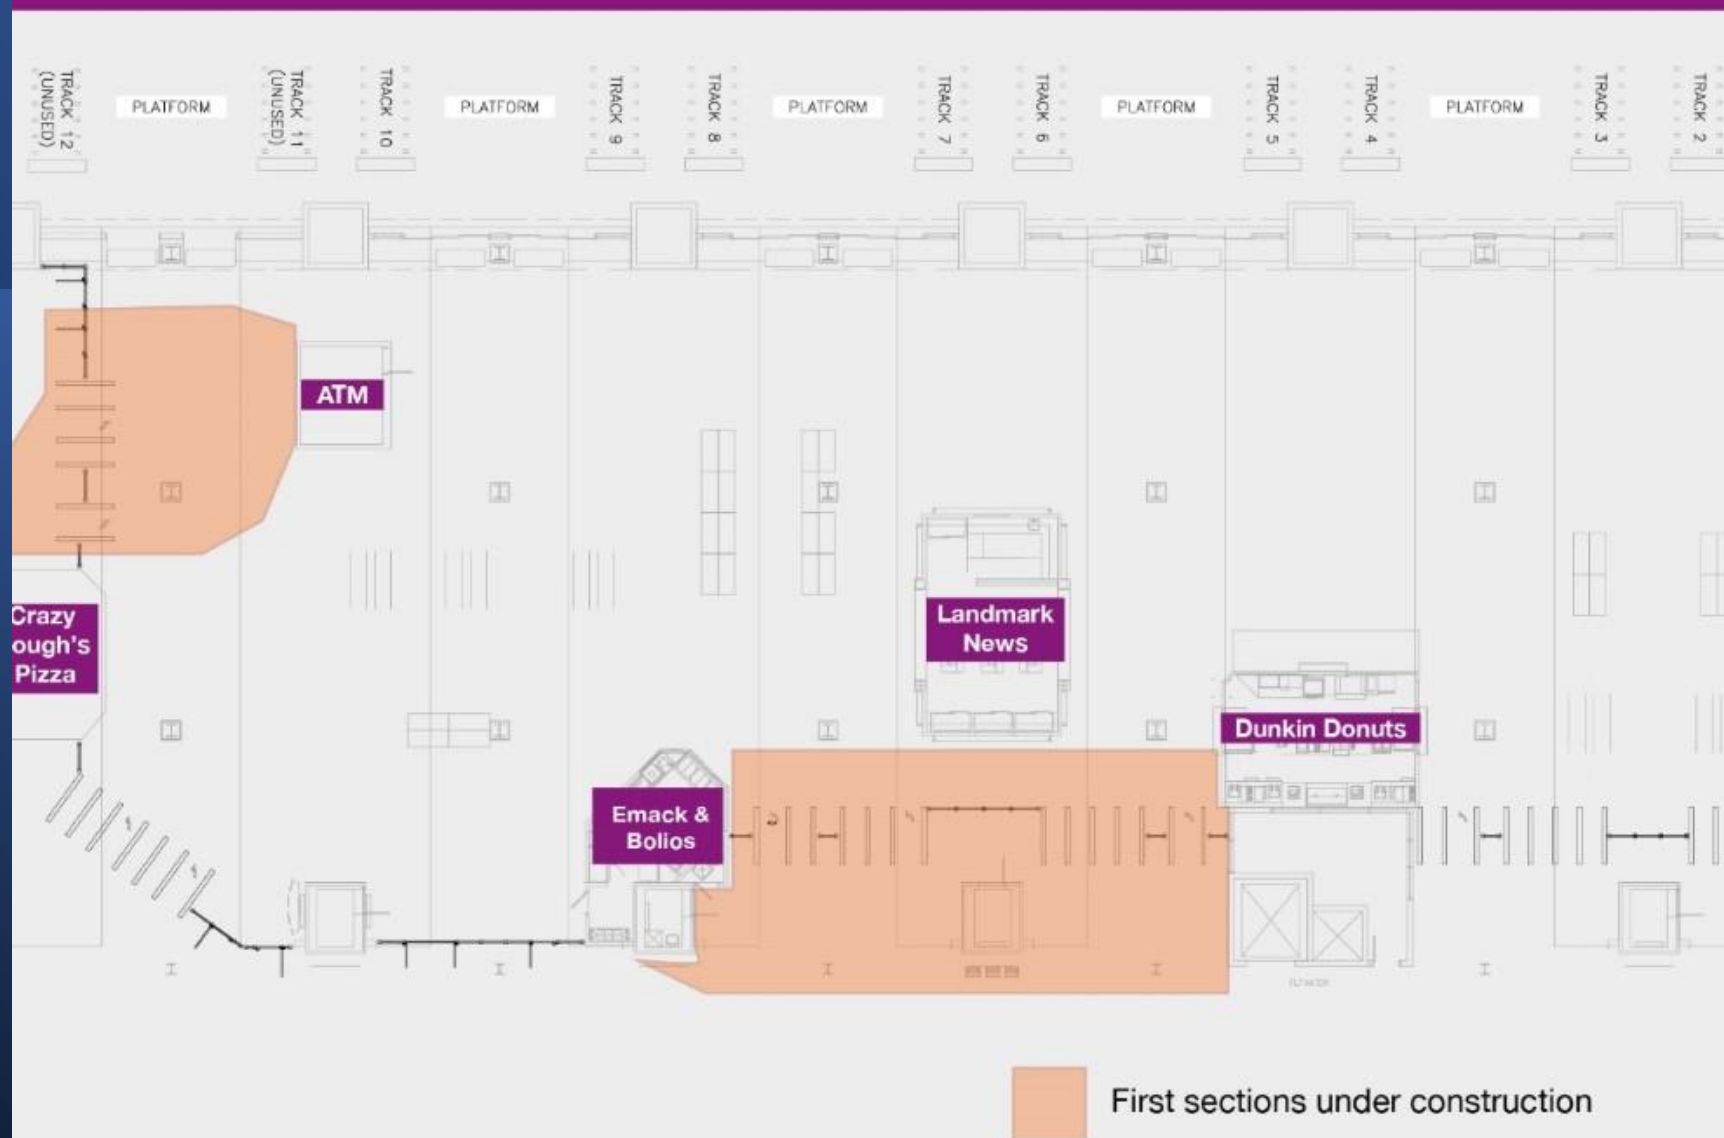 TRACK 12
(UNUSED)
PLATFORM
TRACK 11
(UNUSED)
TRACK 10
PLATFORM
TRACK 9
TRACK 8
PLATFORM
TRACK 7
TRACK 6
PLATFORM
TRACK 5
TRACK 4
PLATFORM
TRACK 3
TRACK 2
ATM
Crazy
ough's
Pizza
Landmark
News
Dunkin Donuts
Emack &
Bolios
First sections under construction